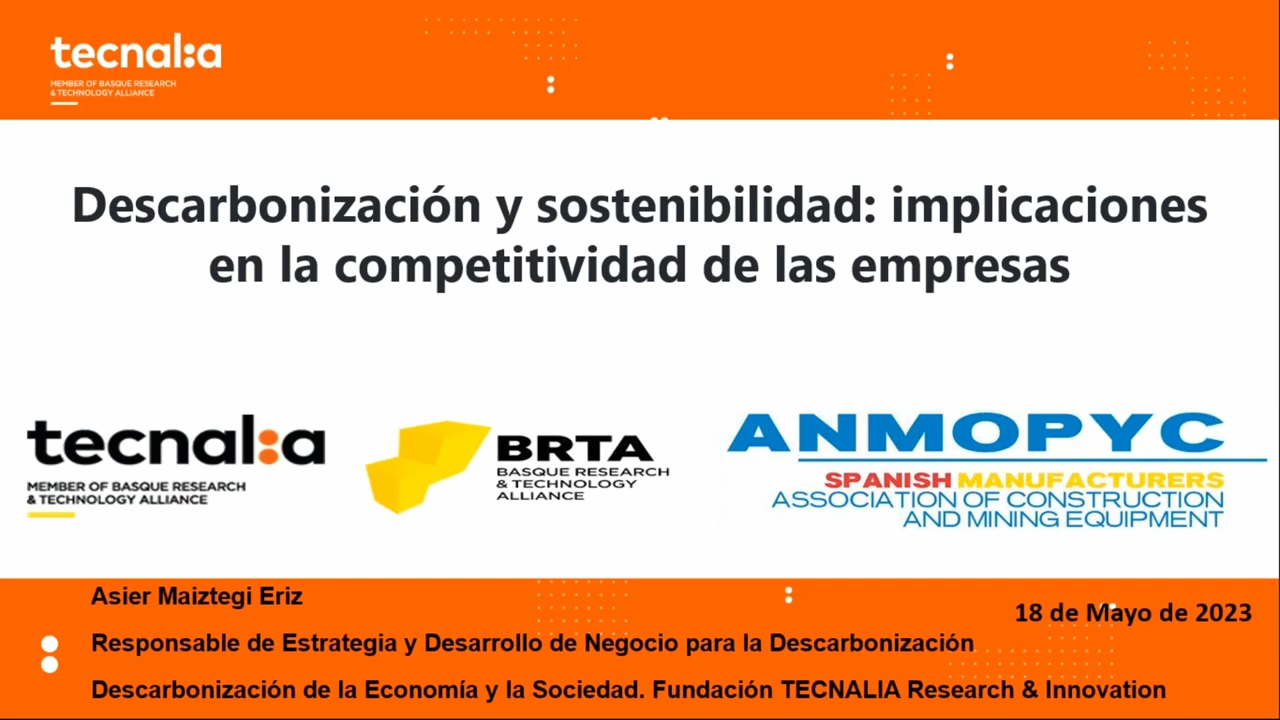 tecnalia
MEMBER OF BASQUE RESEARCH
& TECHNOLOGY ALLIANCE
Descarbonización y sostenibilidad: implicaciones
en la competitividad de las empresas
tecnalia
MEMBER OF BASQUE RESEARCH
& TECHNOLOGY ALLIANCE
BRTA
BASQUE RESEARCH
& TECHNOLOGY
ALLIANCE
ANMOPYC
SPANISH MANUFACTURERS
ASSOCIATION OF CONSTRUCTION
AND MINING EQUIPMENT
Asier Maiztegi Eriz
18 de Mayo de 2023
Responsable de Estrategia y Desarrollo de Negocio para la Descarbonización
Descarbonización de la Economía y la Sociedad. Fundación TECNALIA Research & Innovation